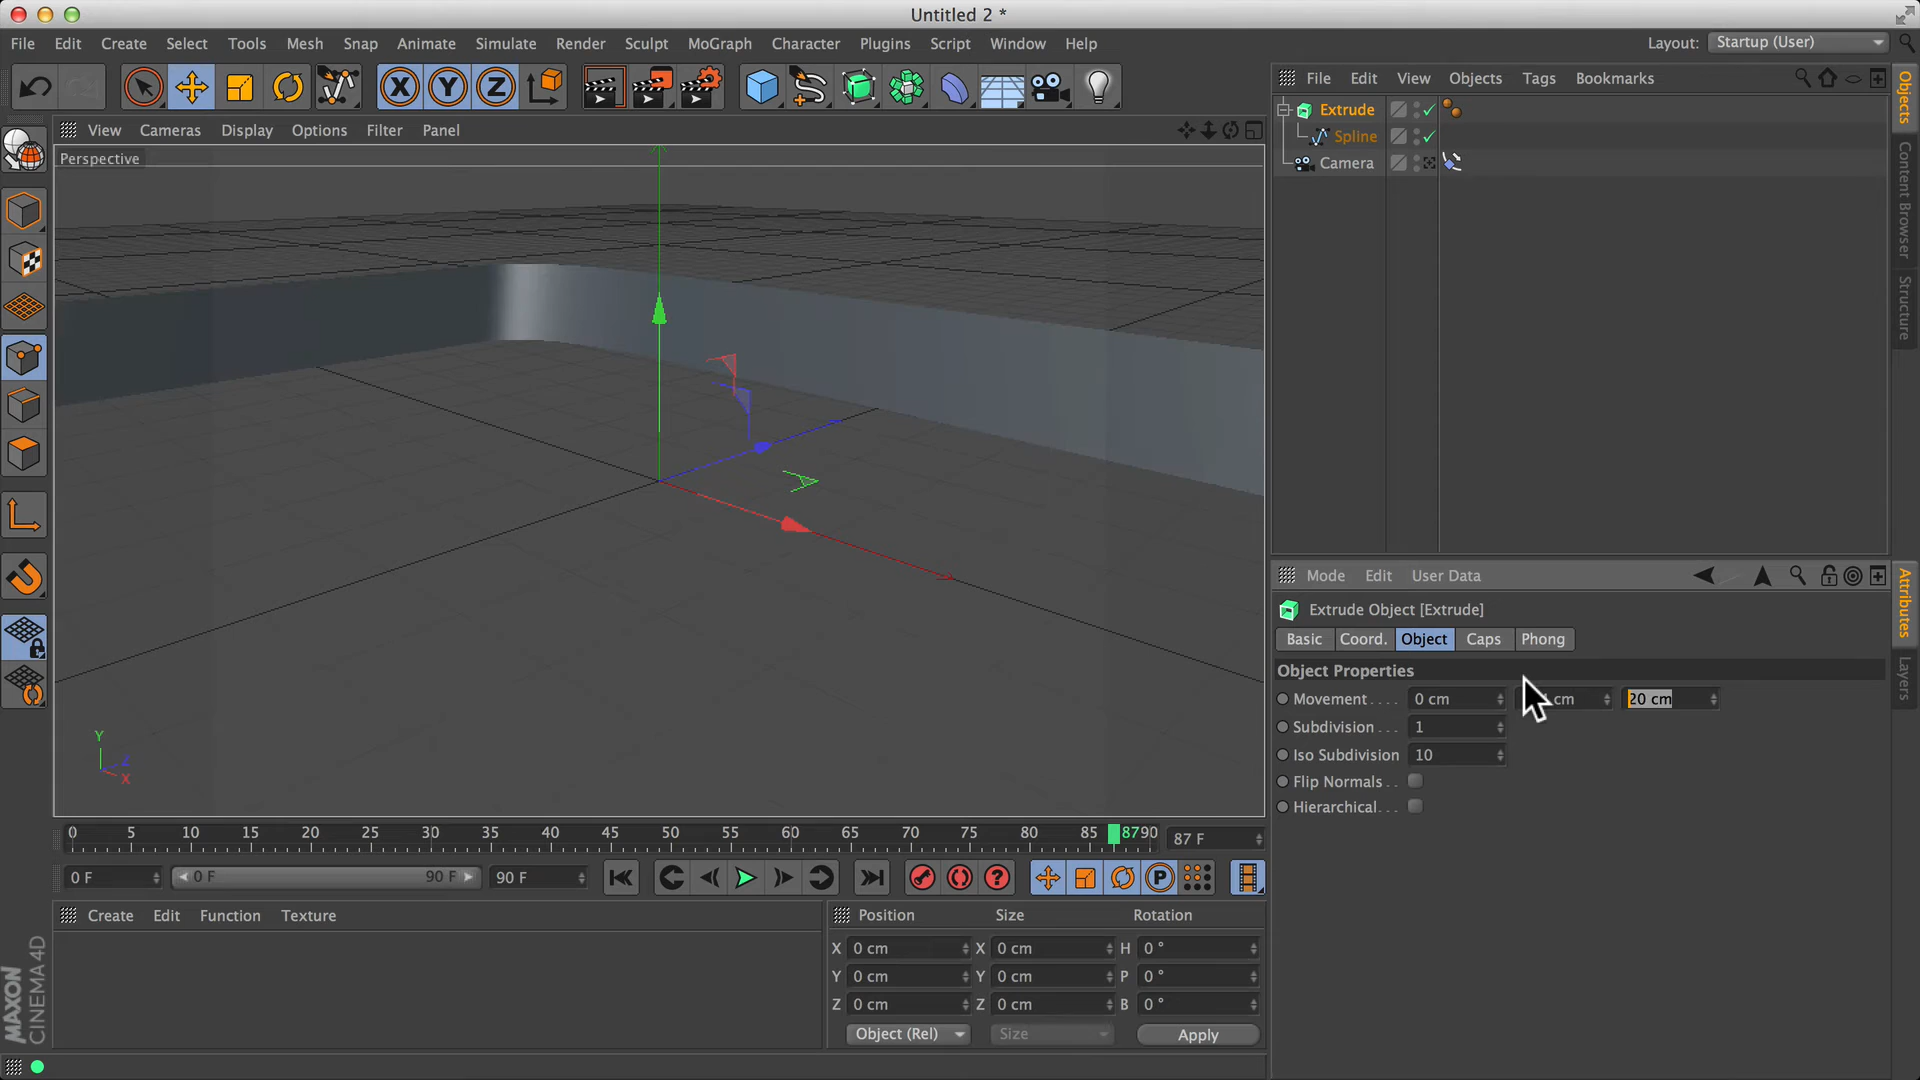 Untitled 2 *
File Edit Create Select Tools Mesh Snap Animate Simulate Render Sculpt MoGraph Character Plugins Script Window Help
Layout: Startup (User)
File Edit View Objects Tags Bookmarks
View Cameras Display Options Filter Panel
Perspective
Extrude
Spline
Camera
Objects
Content Browser
Structure
Mode Edit User Data
Extrude Object [Extrude]
Basic Coord. Object Caps Phong
Object Properties
Movement . . . . 0 cm cm 20 cm
Subdivision . . . 1
Iso Subdivision 10
Flip Normals . .
Hierarchical. . .
Attributes
Layers
Y
Z
X
0 5 10 15 20 25 30 35 40 45 50 55 60 65 70 75 80 85 8790 87 F
0 F 0 F 90 F 90 F
P
Create Edit Function Texture
Position Size Rotation
X 0 cm X 0 cm H 0 °
Y 0 cm Y 0 cm P 0 °
Z 0 cm Z 0 cm B 0 °
Object (Rel) Size Apply
MAXON
CINEMA 4D